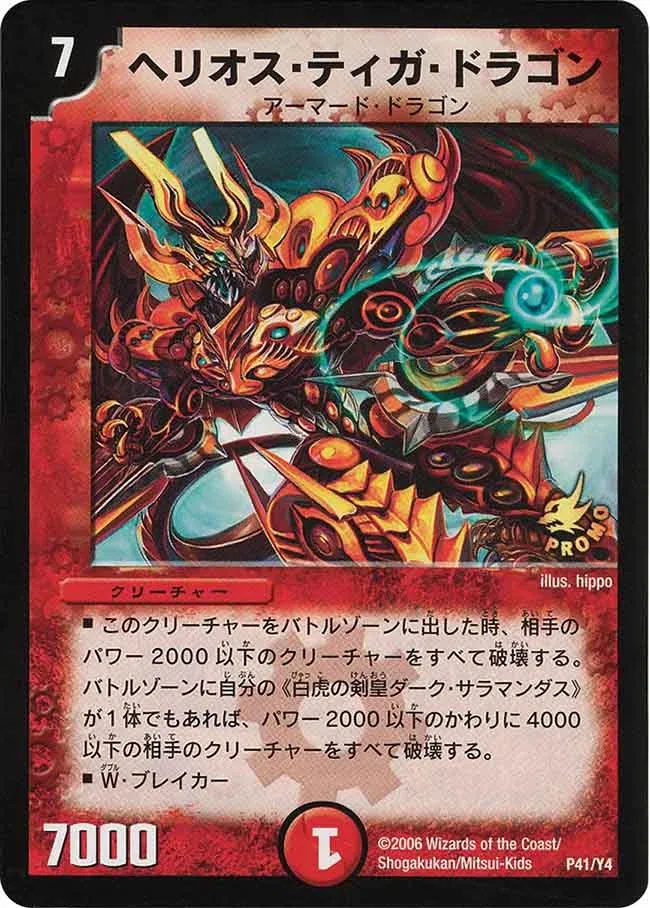 7
ヘリオス・ティガ・ドラゴン
アーマード・ドラゴン
PROMO
illus. hippo
クリーチャー
■ このクリーチャーをバトルゾーンに出した時、相手の
パワー2000以下のクリーチャーをすべて破壊する。
バトルゾーンに自分の《白虎の剣皇ダーク・サラマンダス》
が1体でもあれば、パワー2000以下のかわりに4000
以下の相手のクリーチャーをすべて破壊する。
■ W・ブレイカー
7000
1
©2006 Wizards of the Coast/
Shogakukan/Mitsui-Kids
P41/Y4